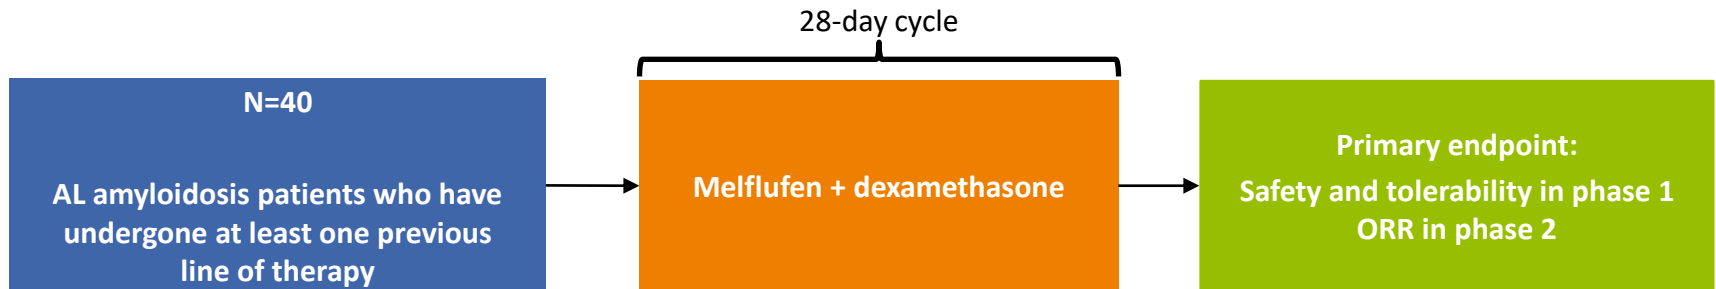 28-day cycle
N=40
AL amyloidosis patients who have
undergone at least one previous
line of therapy
Melflufen + dexamethasone
Primary endpoint:
Safety and tolerability in phase 1
ORR in phase 2